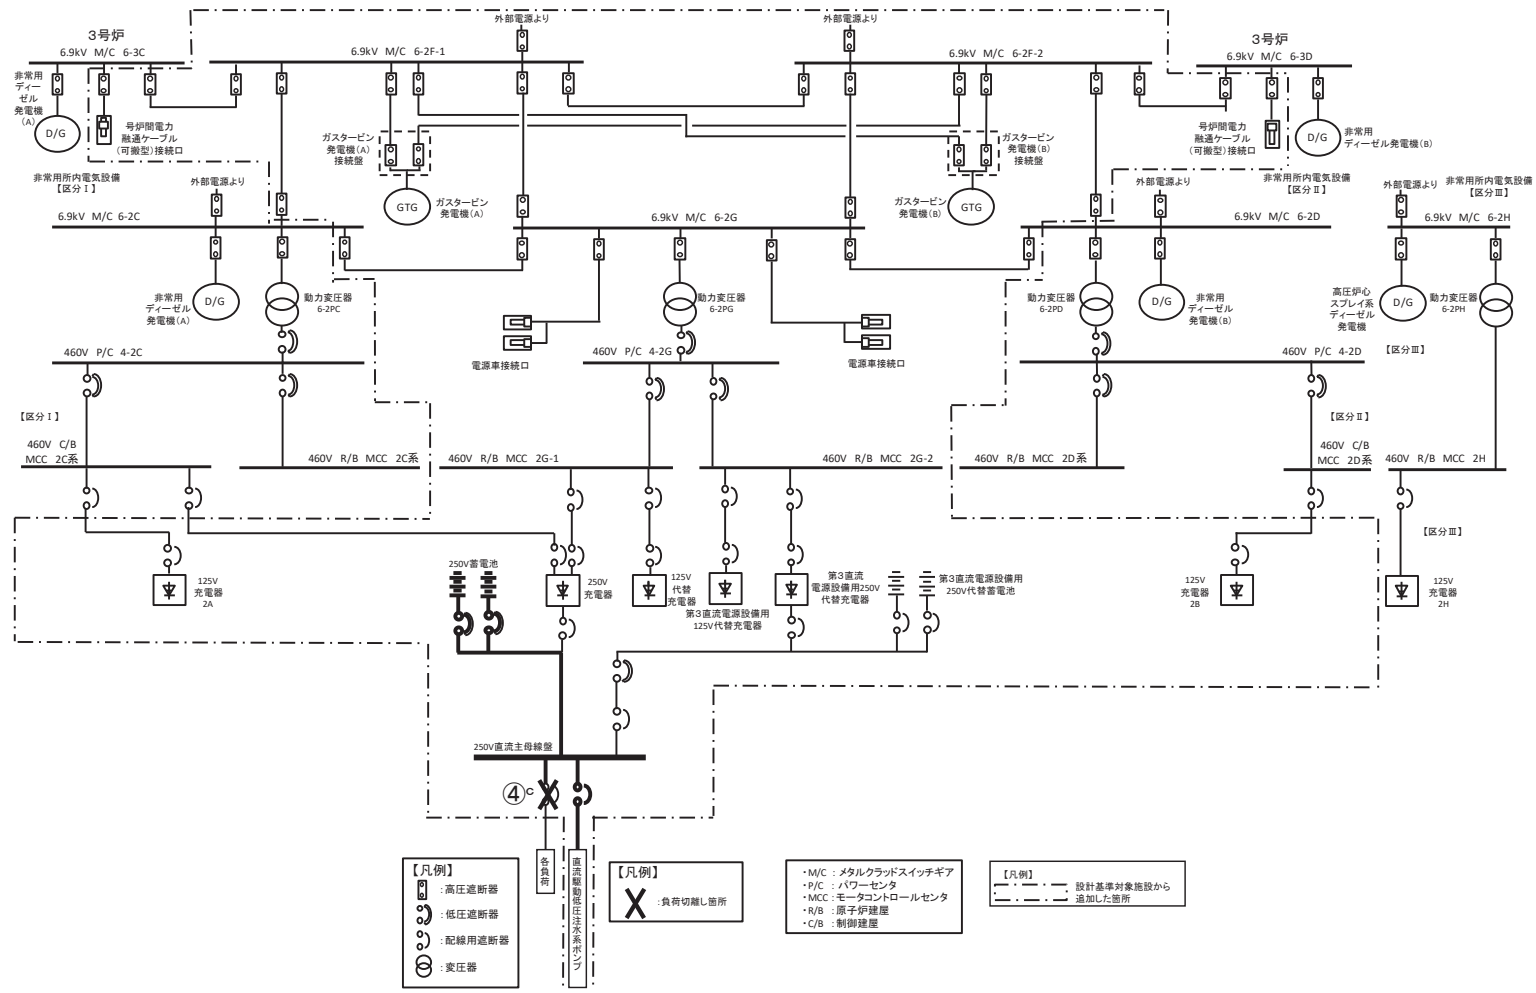 外部電源より
外部電源より
3号炉
6.9kV M/C 6-3C
6.9kV M/C 6-2F-1
6.9kV M/C 6-2F-2
3号炉
6.9kV M/C 6-3D
非常用
ディー
ゼル
発電機
(A)
D/G
号炉間電力
融通ケーブル
(可搬型)接続口
ガスタービン
発電機(A)
接続盤
ガスタービン
発電機(B)
接続盤
号炉間電力
融通ケーブル
(可搬型)接続口
D/G
非常用
ディーゼル発電機(B)
非常用所内電気設備
【区分Ⅰ】
外部電源より
GTG
ガスタービン
発電機(A)
ガスタービン
発電機(B)
GTG
外部電源より
非常用所内電気設備
【区分Ⅱ】
外部電源より
非常用所内電気設備
【区分Ⅲ】
6.9kV M/C 6-2C
6.9kV M/C 6-2G
6.9kV M/C 6-2D
6.9kV M/C 6-2H
非常用
ディーゼル
発電機(A)
D/G
動力変圧器
6-2PC
動力変圧器
6-2PG
動力変圧器
6-2PD
D/G
非常用
ディーゼル
発電機(B)
高圧炉心
スプレイ系
ディーゼル
発電機
D/G
動力変圧器
6-2PH
460V P/C 4-2C
460V P/C 4-2G
460V P/C 4-2D
【区分Ⅲ】
電源車接続口
電源車接続口
【区分Ⅰ】
【区分Ⅱ】
460V C/B
MCC 2C系
460V R/B MCC 2C系
460V R/B MCC 2G-1
460V R/B MCC 2G-2
460V R/B MCC 2D系
460V C/B
MCC 2D系
460V R/B MCC 2H
【区分Ⅲ】
125V
充電器
2A
250V蓄電池
250V
充電器
125V
代替
充電器
第3直流電源設備用
125V代替充電器
第3直流
電源設備用250V
代替充電器
第3直流電源設備用
250V代替蓄電池
125V
充電器
2B
125V
充電器
2H
250V直流主母線盤
④c
各負荷
直流駆動低圧注水系ポンプ
【凡例】
:高圧遮断器
:低圧遮断器
:配線用遮断器
:変圧器
【凡例】
:負荷切離し箇所
・M/C :メタルクラッドスイッチギア
・P/C :パワーセンタ
・MCC :モータコントロールセンタ
・R/B :原子炉建屋
・C/B :制御建屋
【凡例】
:設計基準対象施設から
追加した箇所